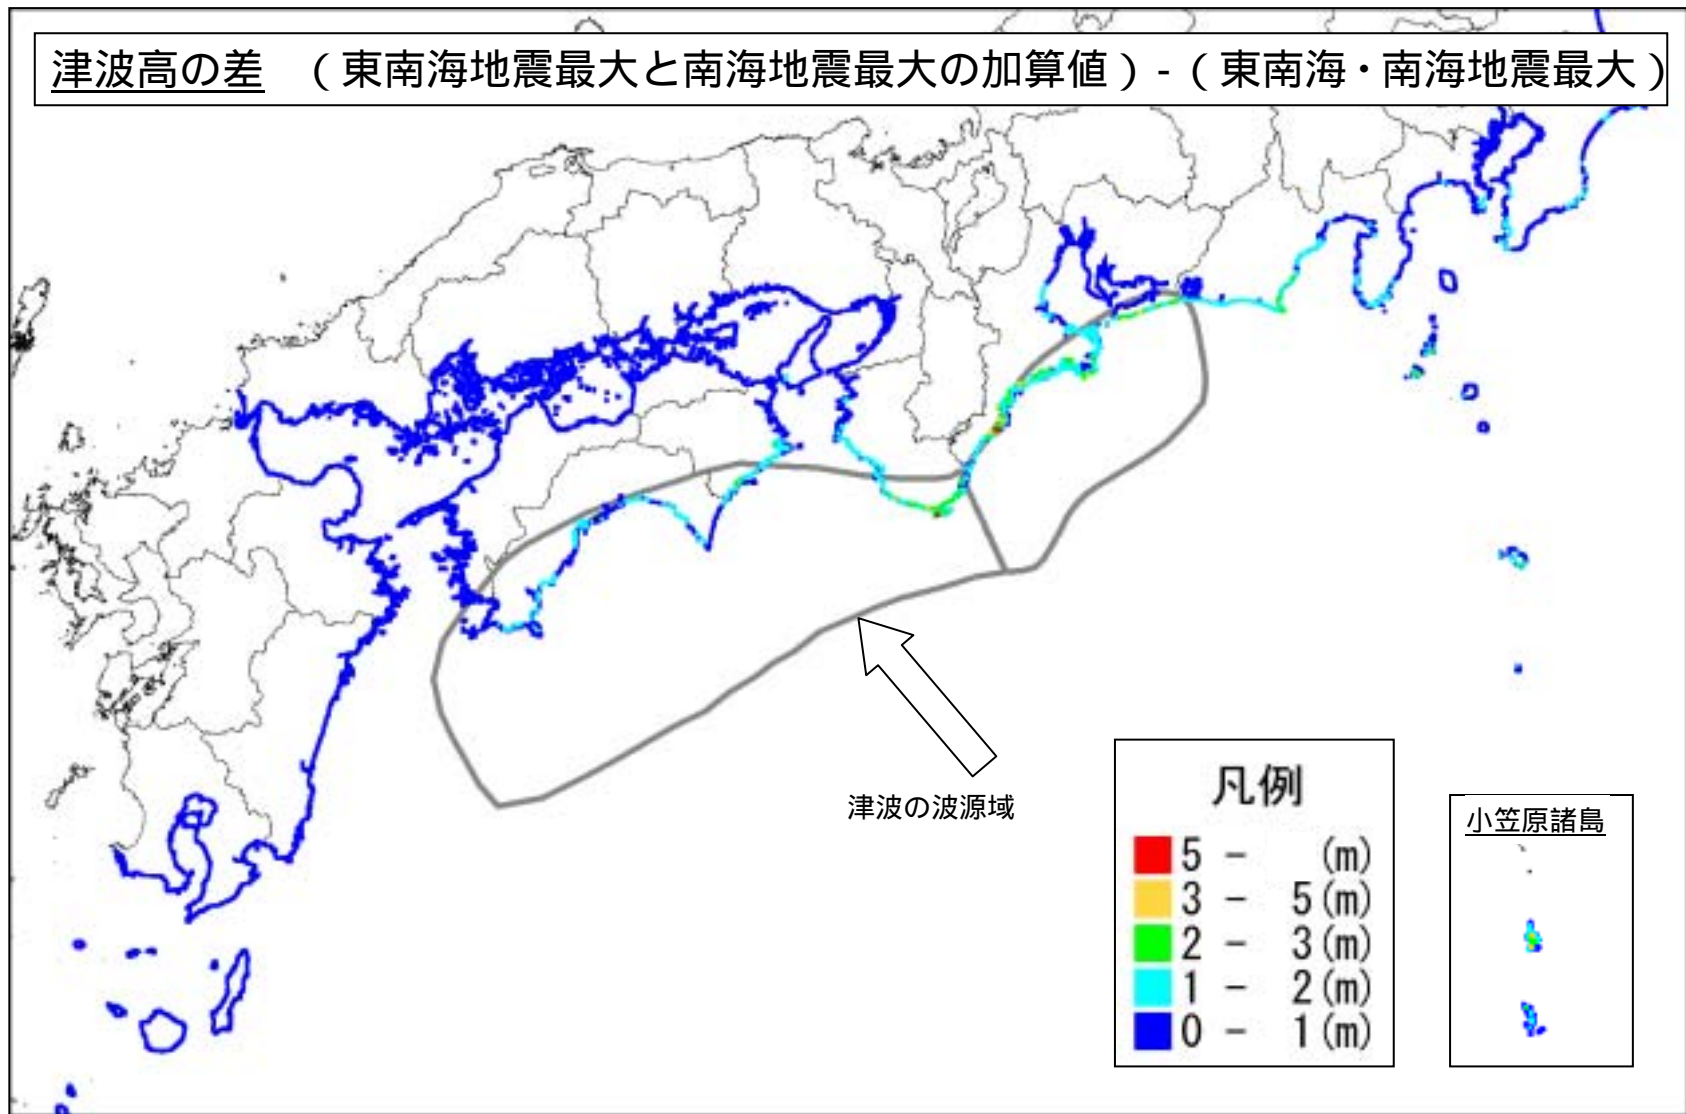 津波高の差　（東南海地震最大と南海地震最大の加算値）-（東南海・南海地震最大）
津波の波源域
凡例
5 -　　(m)
3 -　5(m)
2 -　3(m)
1 -　2(m)
0 -　1(m)
小笠原諸島